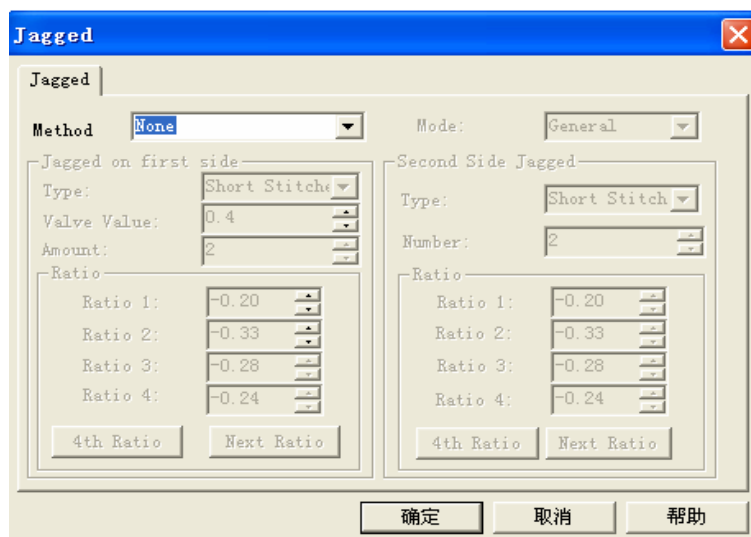 Jagged
Jagged
Method None Mode: General
Jagged on first side
Type: Short Stitche
Valve Value: 0.4
Amount: 2
Ratio
Ratio 1: -0.20
Ratio 2: -0.33
Ratio 3: -0.28
Ratio 4: -0.24
4th Ratio Next Ratio
Second Side Jagged
Type: Short Stitch
Number: 2
Ratio
Ratio 1: -0.20
Ratio 2: -0.33
Ratio 3: -0.28
Ratio 4: -0.24
4th Ratio Next Ratio
确定 取消 帮助